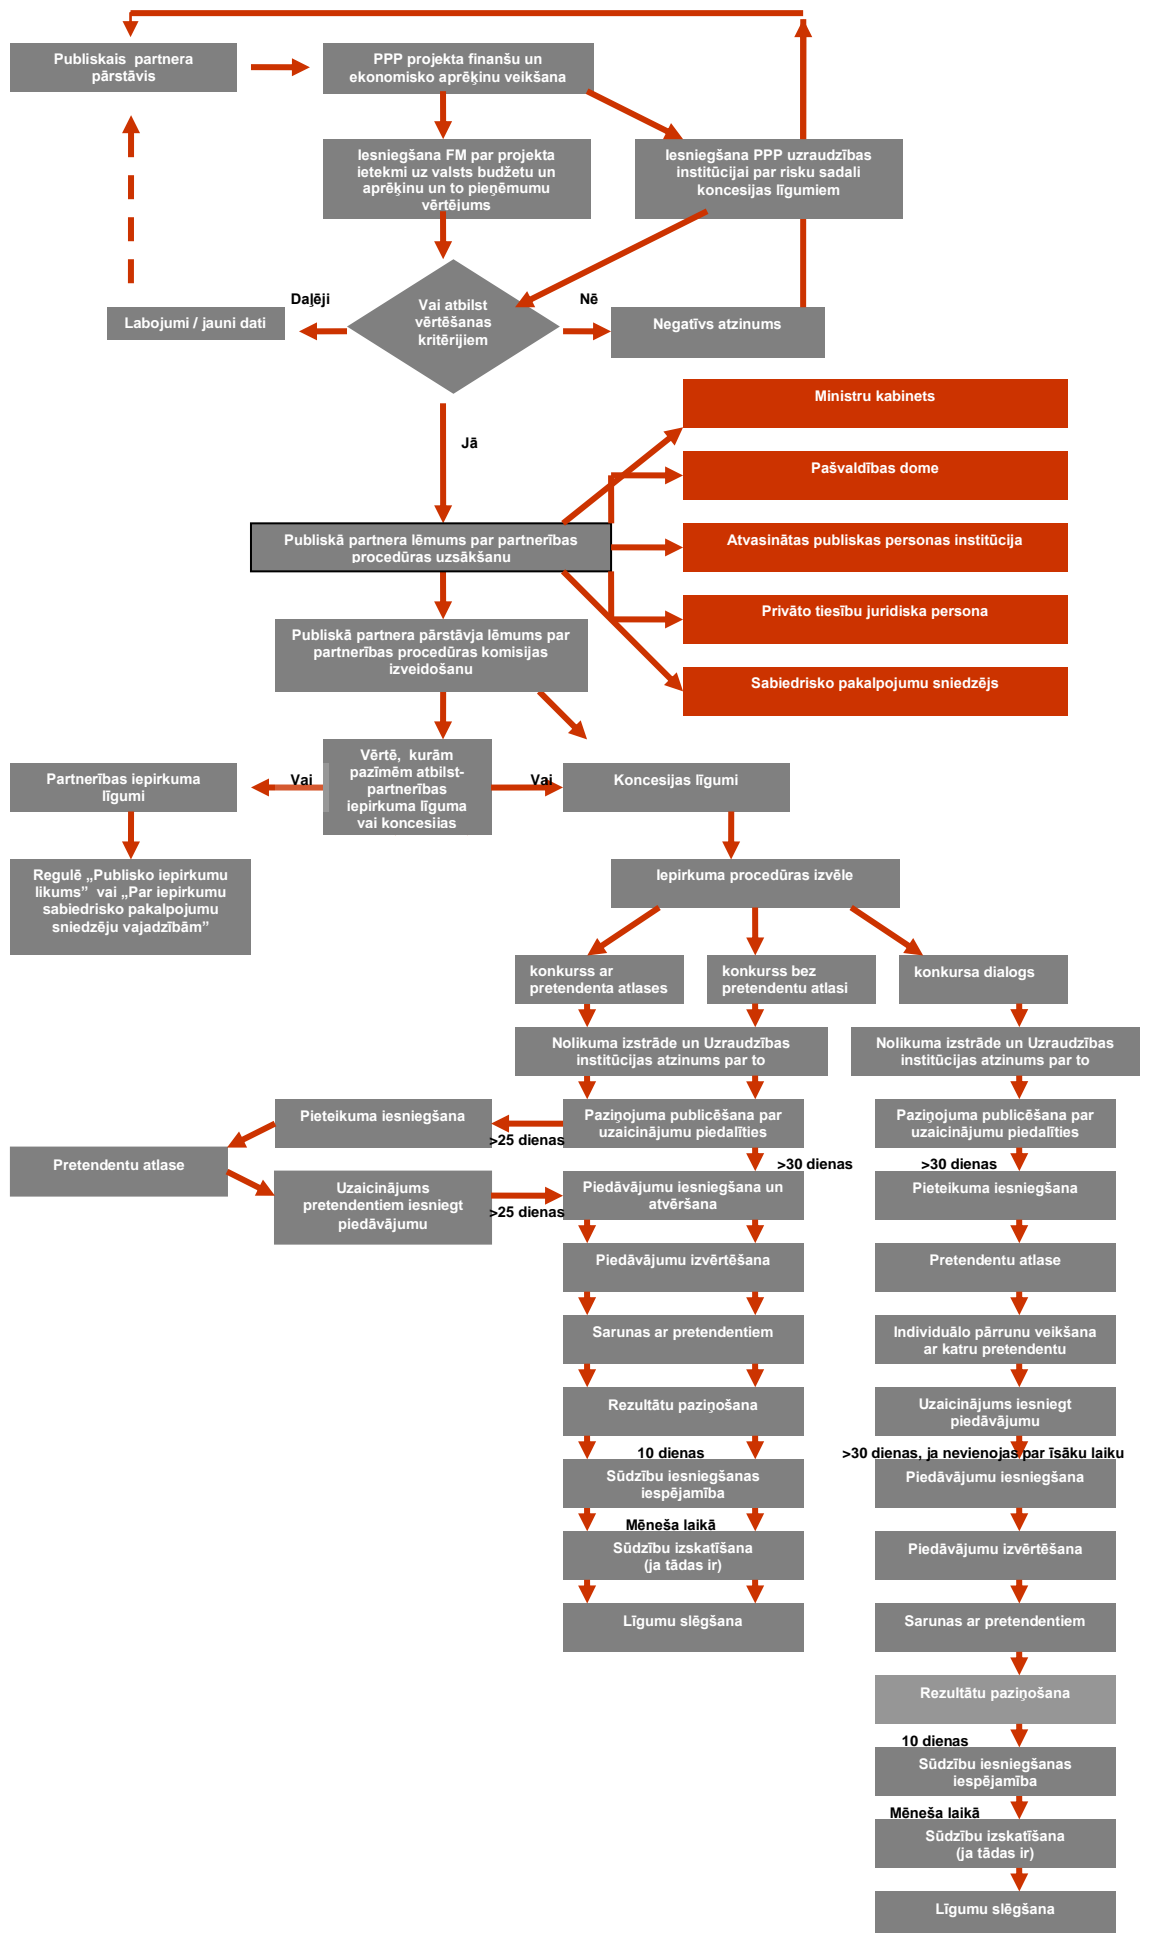 Publiskais partnera
pārstāvis
PPP projekta finanšu un
ekonomisko aprēķinu veikšana
Iesniegšana FM par projekta
ietekmi uz valsts budžetu un
aprēķinu un to pieņēmumu
vērtējums
Iesniegšana PPP uzraudzības
institūcijai par risku sadali
koncesijas līgumiem
Daļēji
Vai atbilst
vērtēšanas
kritērijiem
Nē
Labojumi / jauni dati
Negatīvs atzinums
Jā
Ministru kabinets
Pašvaldības dome
Atvasinātas publiskas personas institūcija
Privāto tiesību juridiska persona
Sabiedrisko pakalpojumu sniedzējs
Publiskā partnera lēmums par partnerības
procedūras uzsākšanu
Publiskā partnera pārstāvja lēmums par
partnerības procedūras komisijas
izveidošanu
Partnerības iepirkuma
līgumi
Vai
Vērtē, kurām
pazīmēm atbilst-
partnerības
iepirkuma līguma
vai koncesijas
Vai
Koncesijas līgumi
Regulē „Publisko iepirkumu
likums” vai „Par iepirkumu
sabiedrisko pakalpojumu
sniedzēju vajadzībām”
Iepirkuma procedūras izvēle
konkurss ar
pretendenta atlases
konkurss bez
pretendentu atlasi
konkursa dialogs
Nolikuma izstrāde un Uzraudzības
institūcijas atzinums par to
Nolikuma izstrāde un Uzraudzības
institūcijas atzinums par to
Pieteikuma iesniegšana
>25 dienas
Paziņojuma publicēšana par
uzaicinājumu piedalīties
Paziņojuma publicēšana par
uzaicinājumu piedalīties
Pretendentu atlase
>30 dienas
>30 dienas
Uzaicinājums
pretendentiem iesniegt
piedāvājumu
>25 dienas
Piedāvājumu iesniegšana un
atvēršana
Pieteikuma iesniegšana
Piedāvājumu izvērtēšana
Pretendentu atlase
Sarunas ar pretendentiem
Individuālo pārrunu veikšana
ar katru pretendentu
Rezultātu paziņošana
Uzaicinājums iesniegt
piedāvājumu
10 dienas
>30 dienas, ja nevienojas par īsāku laiku
Sūdzību iesniegšanas
iespējamība
Piedāvājumu iesniegšana
Mēneša laikā
Sūdzību izskatīšana
(ja tādas ir)
Piedāvājumu izvērtēšana
Līgumu slēgšana
Sarunas ar pretendentiem
Rezultātu paziņošana
10 dienas
Sūdzību iesniegšanas
iespējamība
Mēneša laikā
Sūdzību izskatīšana
(ja tādas ir)
Līgumu slēgšana